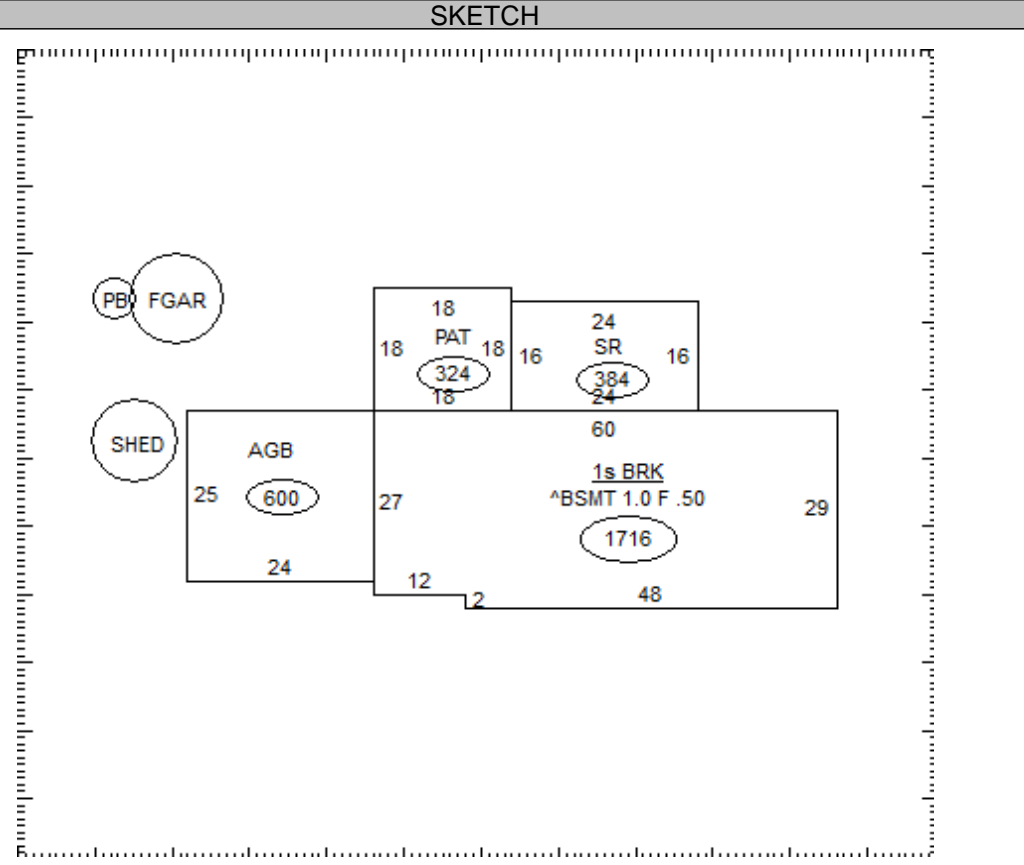 SKETCH
PB FGAR
18
PAT
18 18
324
18
24
SR
16 16
384
24
SHED
AGB
25
600
24
60
1s BRK
^BSMT 1.0 F .50
27
29
1716
12
2
48